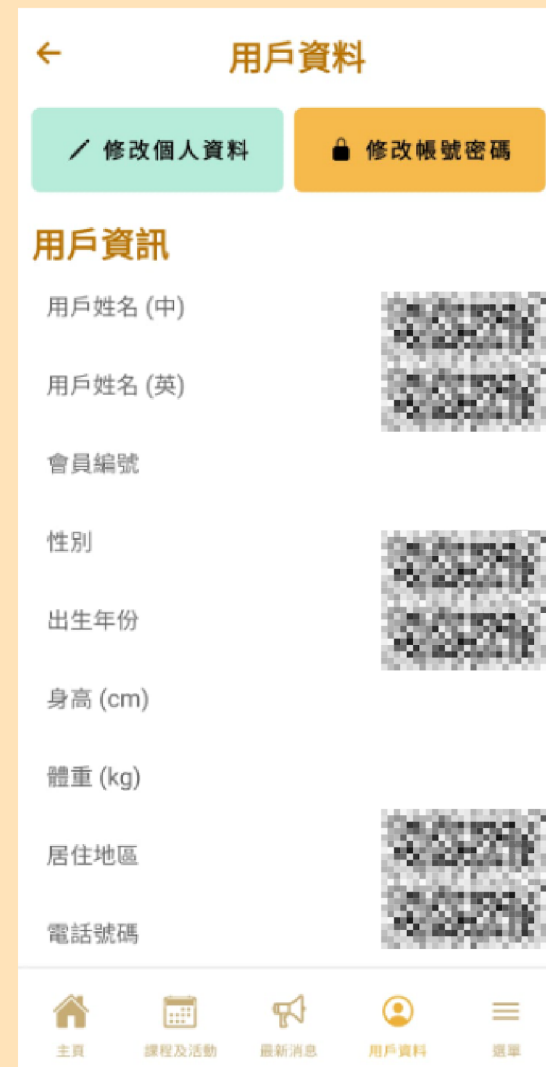 用戶資料
修改個人資料
修改帳號密碼
用戶資訊
用戶姓名 (中)
用戶姓名 (英)
會員編號
性別
出生年份
身高 (cm)
體重 (kg)
居住地區
電話號碼
主頁
課程及活動
最新消息
用戶資料
選單